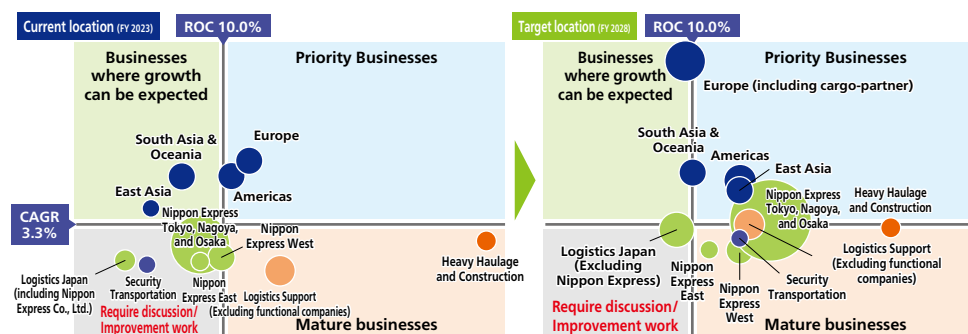 Current location (FY 2023)
ROC 10.0%
Businesses
where growth
can be expected
Priority Businesses
South Asia &
Oceania
Europe
East Asia
Americas
CAGR
3.3%
Nippon Express
Tokyo, Nagoya,
and Osaka
Nippon
Express West
Logistics Japan
(including Nippon
Express Co., Ltd.)
Security
Transportation
Nippon
Express East
Logistics Support
(Excluding functional companies)
Heavy Haulage
and Construction
Require discussion/
Improvement work
Mature businesses
Target location (FY 2028)
ROC 10.0%
Businesses
where growth
can be expected
Priority Businesses
Europe (including cargo-partner)
South Asia &
Oceania
Americas
East Asia
Nippon Express
Tokyo, Nagoya,
and Osaka
Heavy Haulage
and Construction
Logistics Japan
(Excluding
Nippon Express)
Nippon
Express
East
Nippon
Express
West
Security
Transportation
Logistics Support
(Excluding functional
companies)
Require discussion/
Improvement work
Mature businesses